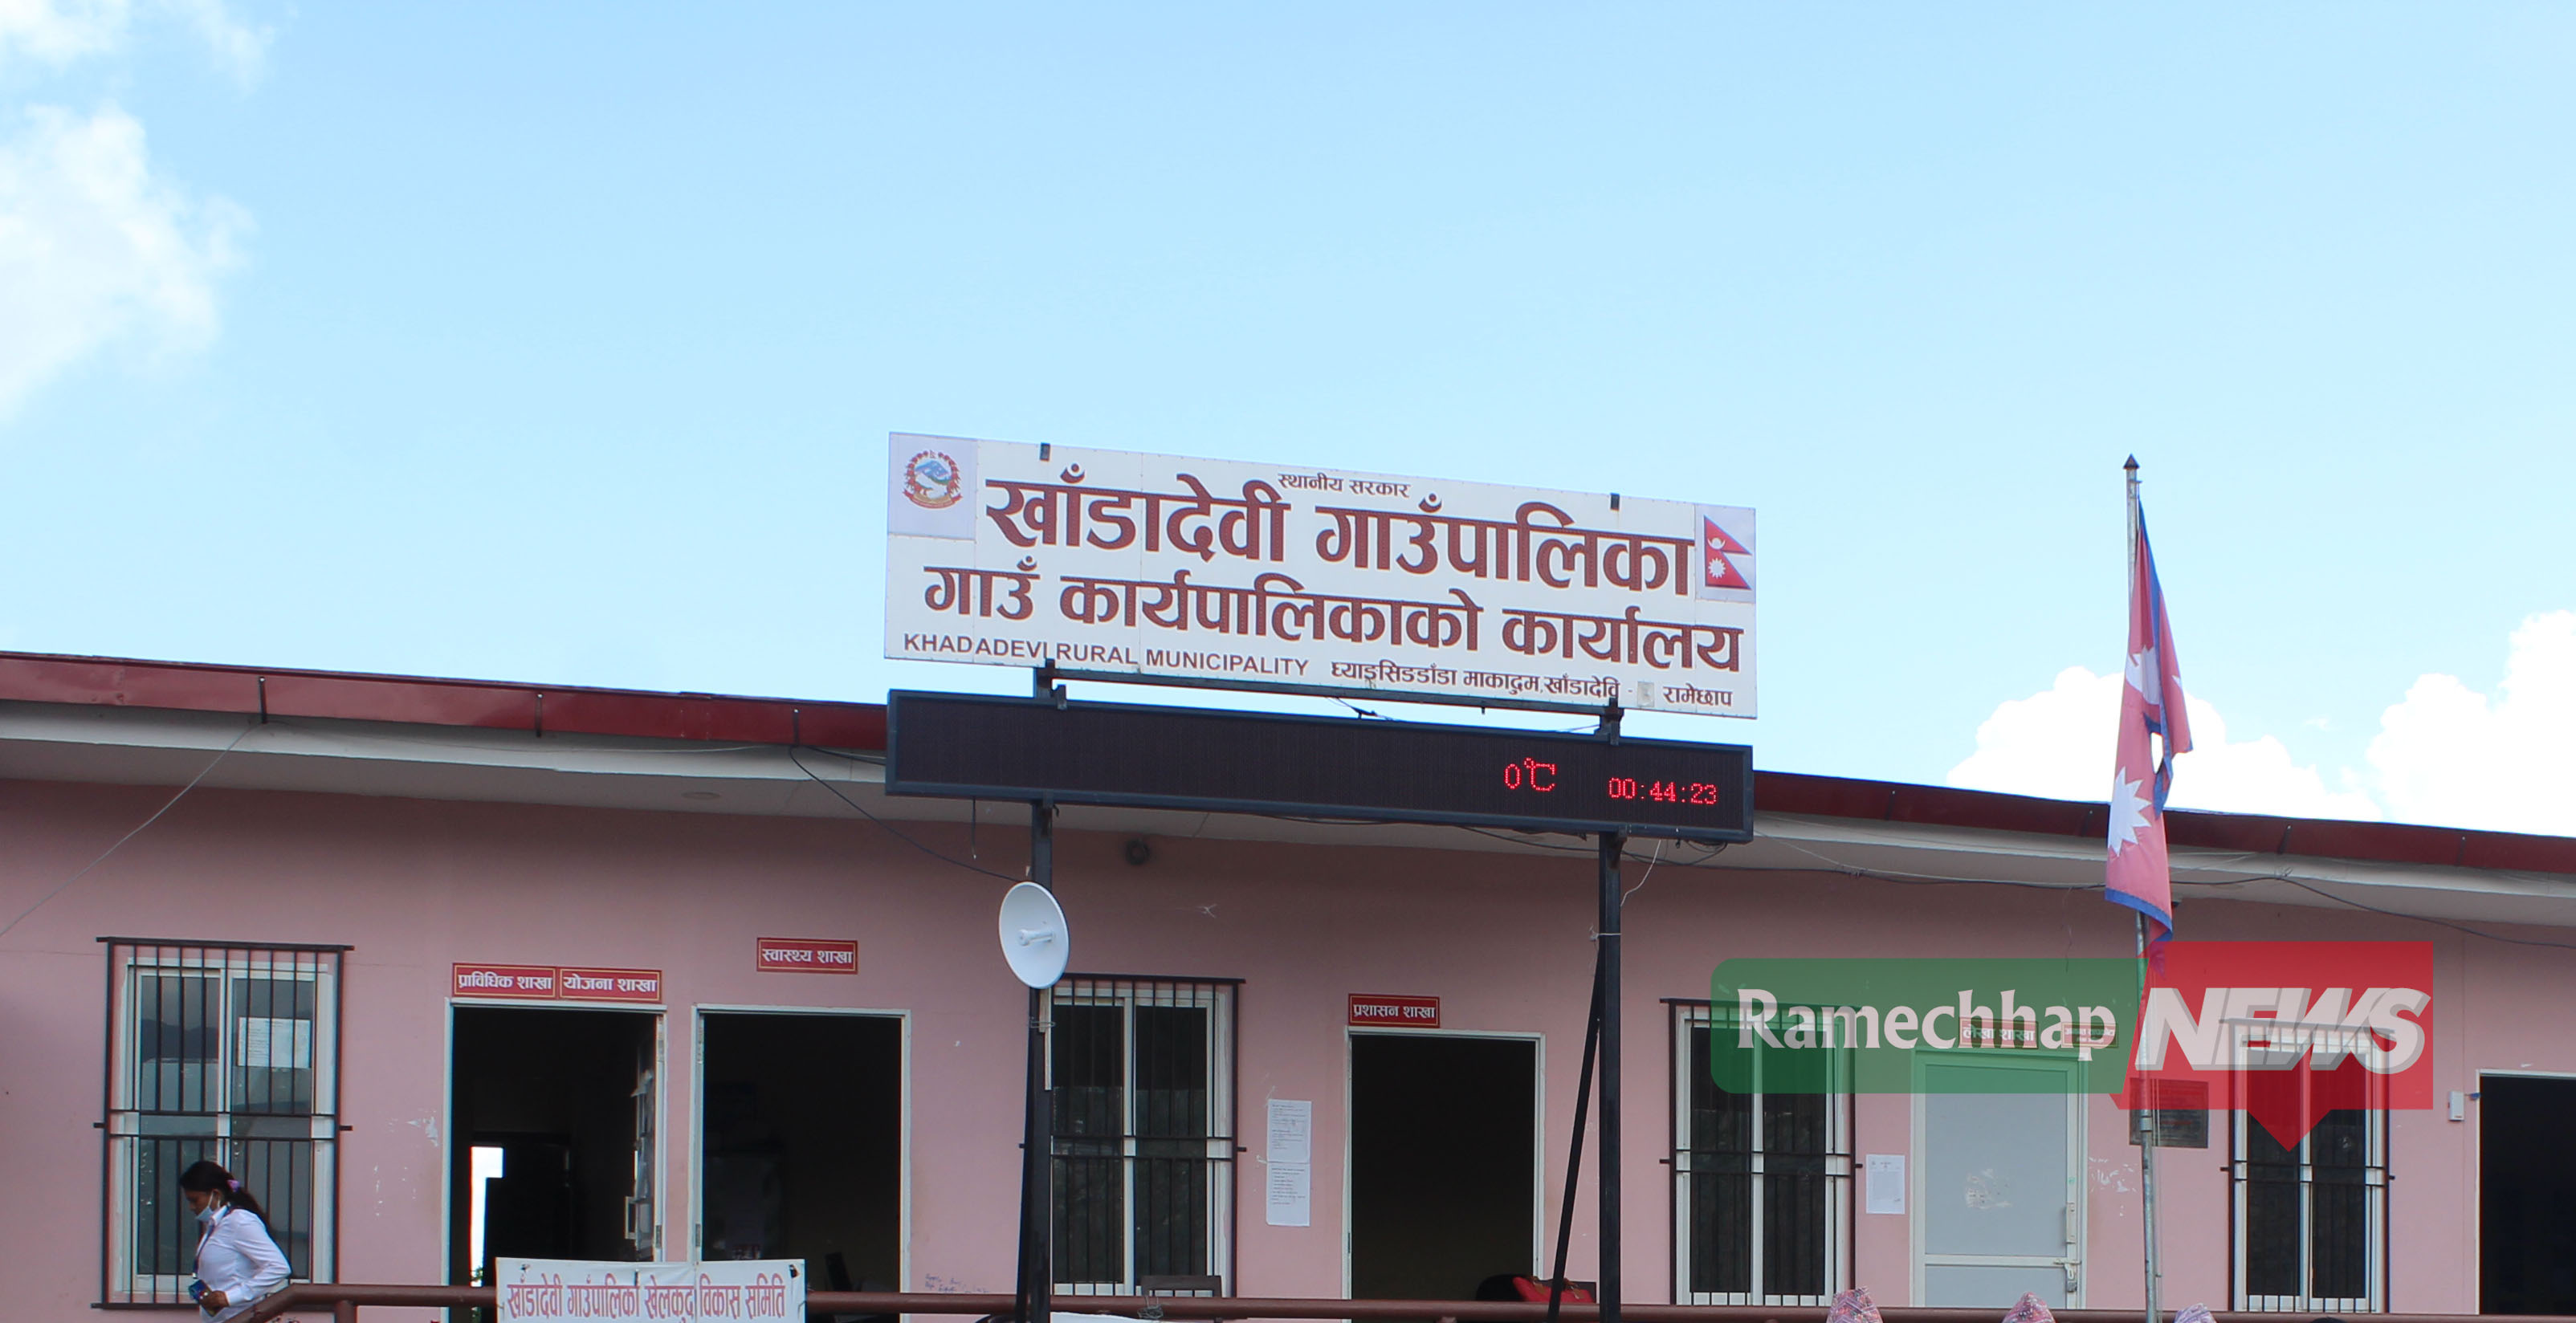 स्थानीय सरकार
खाँडादेवी गाउँपालिका
गाउँ कार्यपालिकाको कार्यालय
KHADADEVI RURAL MUNICIPALITY घ्याङसिङडाँडा माकादुम,खाँडादेवि - रामेछाप
0℃ 00:44:23
स्वास्थ्य शाखा
प्राविधिक शाखा योजना शाखा
प्रशासन शाखा
लेखा शाखा
Ramechhap NEWS
खाँडादेवी गाउँपालिका खेलकुद विकास समिति